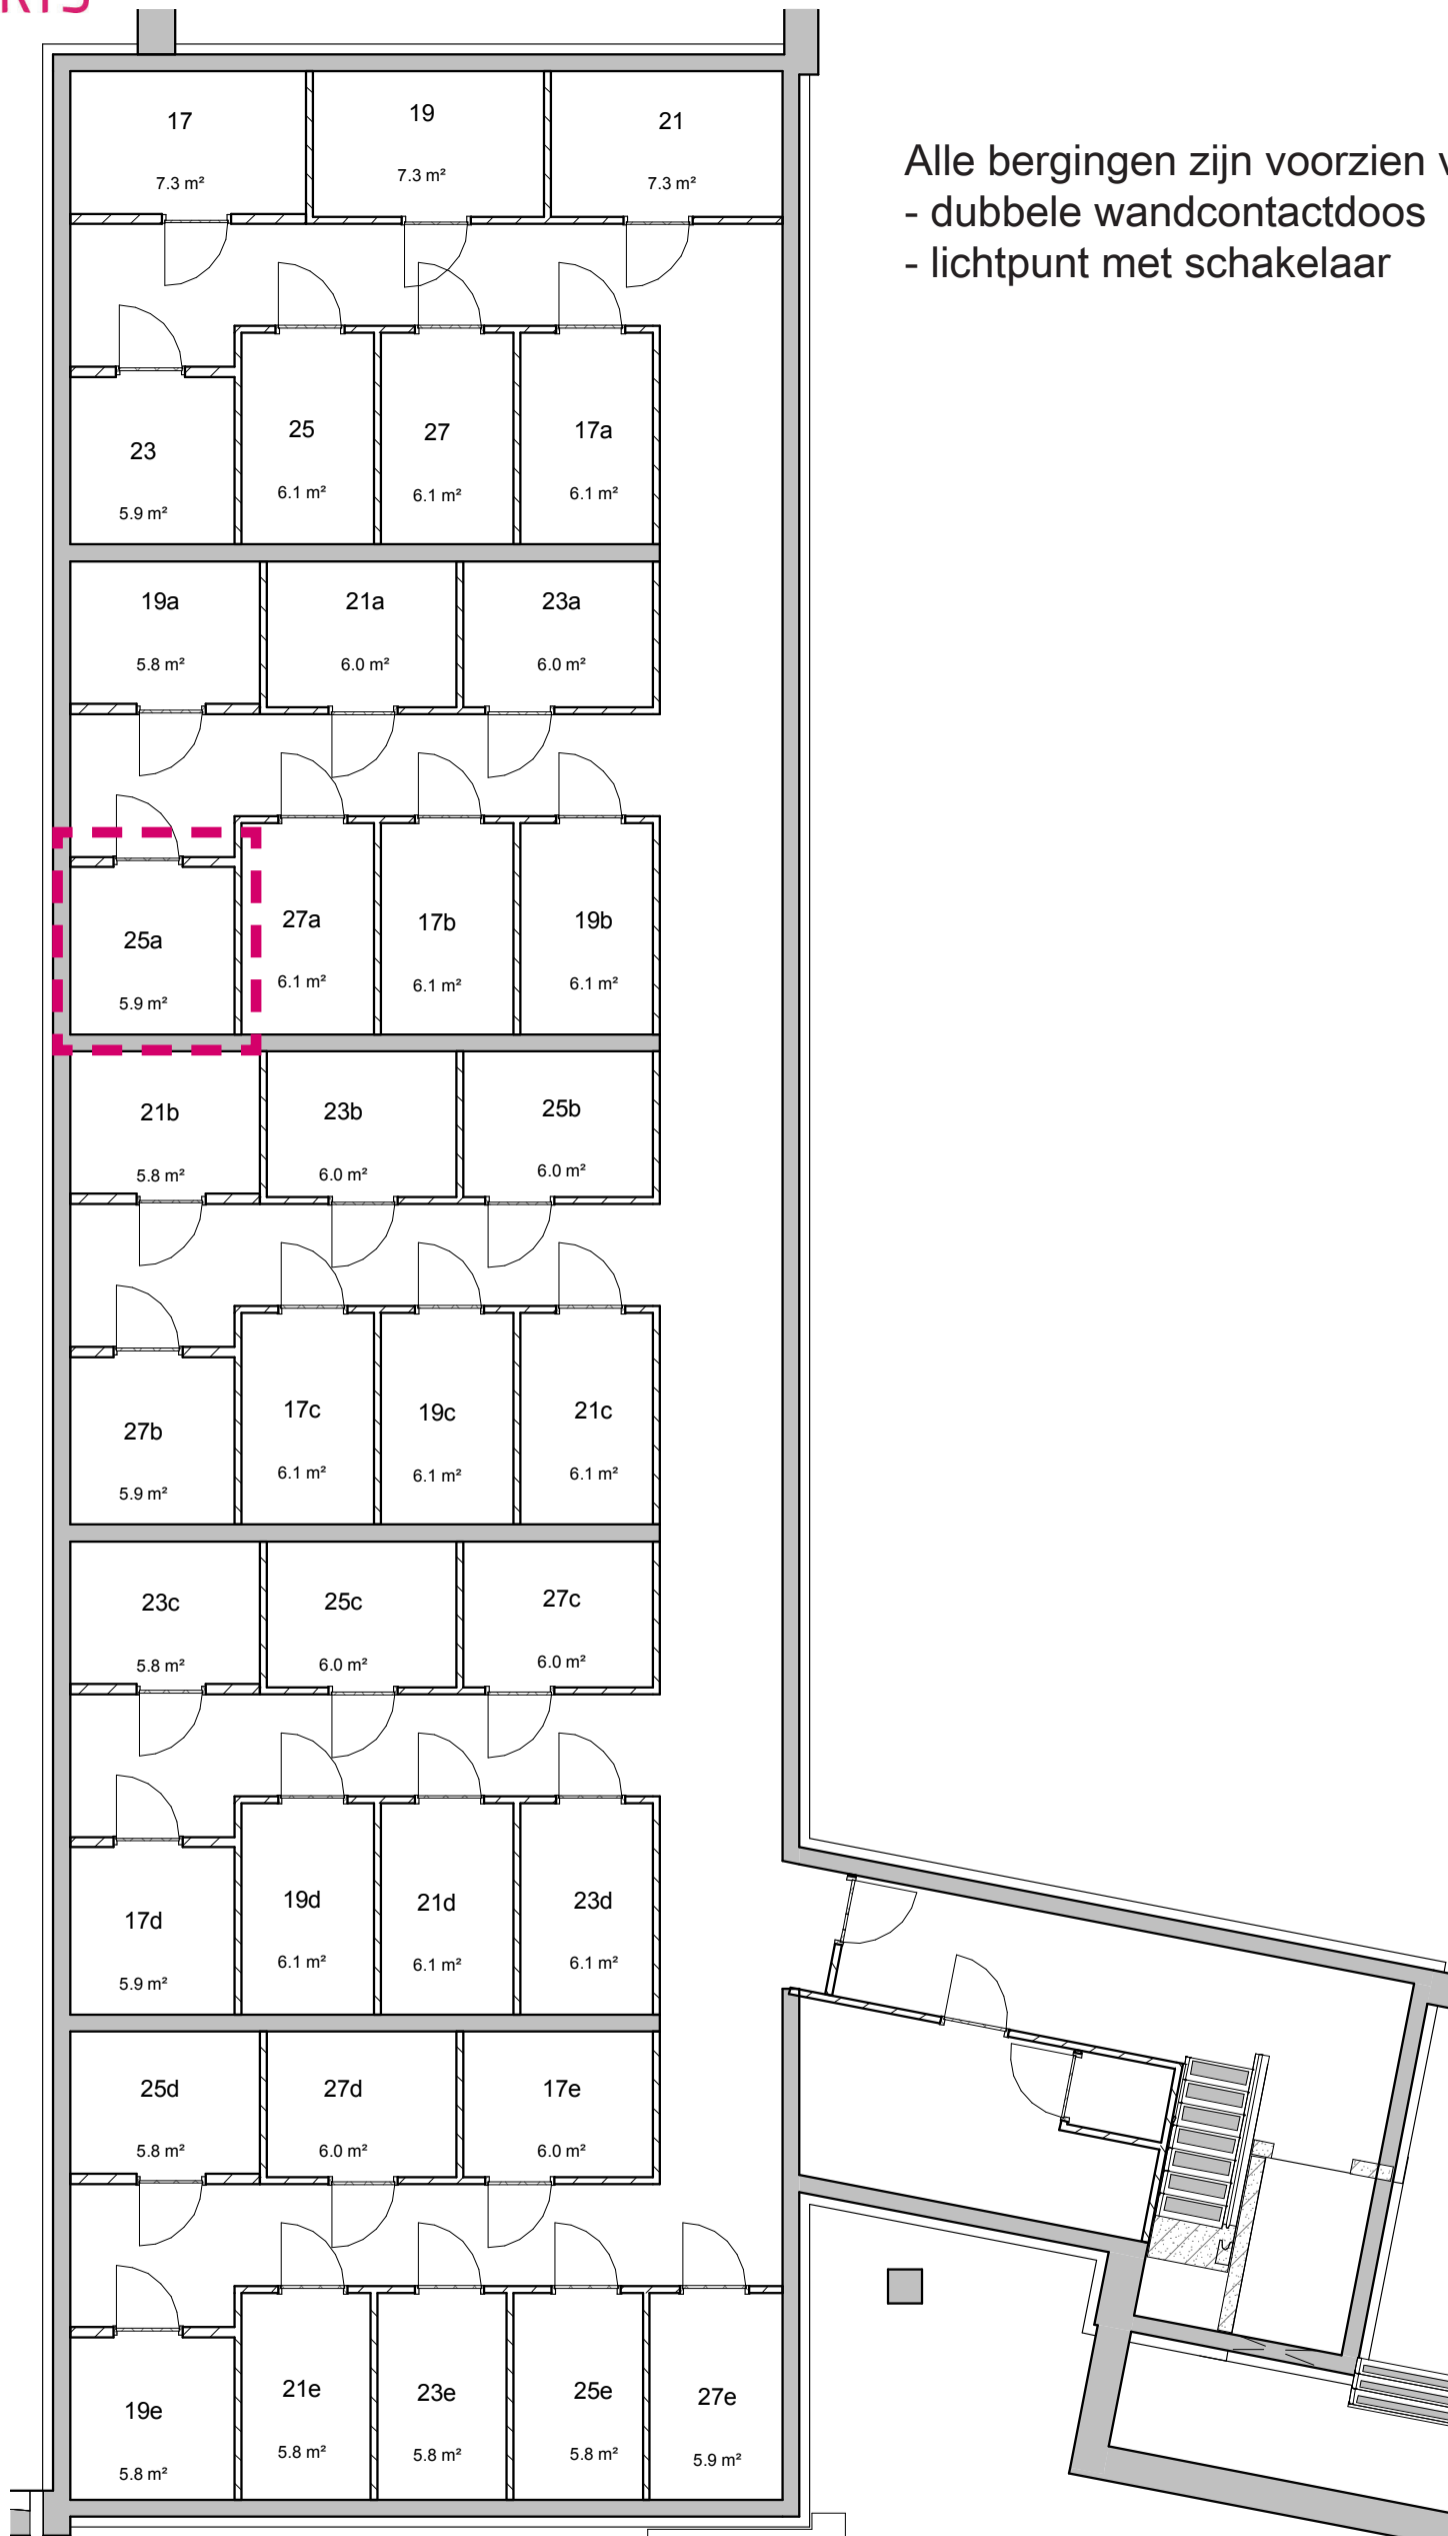 Alle bergingen zijn voorzien
- dubbele wandcontactdoos
- lichtpunt met schakelaar
17
7.3 m²
19
7.3 m²
21
7.3 m²
23
5.9 m²
25
6.1 m²
27
6.1 m²
17a
6.1 m²
19a
5.8 m²
21a
6.0 m²
23a
6.0 m²
25a
5.9 m²
27a
6.1 m²
17b
6.1 m²
19b
6.1 m²
21b
5.8 m²
23b
6.0 m²
25b
6.0 m²
27b
5.9 m²
17c
6.1 m²
19c
6.1 m²
21c
6.1 m²
23c
5.8 m²
25c
6.0 m²
27c
6.0 m²
17d
5.9 m²
19d
6.1 m²
21d
6.1 m²
23d
6.1 m²
25d
5.8 m²
27d
6.0 m²
17e
6.0 m²
19e
5.8 m²
21e
5.8 m²
23e
5.8 m²
25e
5.8 m²
27e
5.9 m²